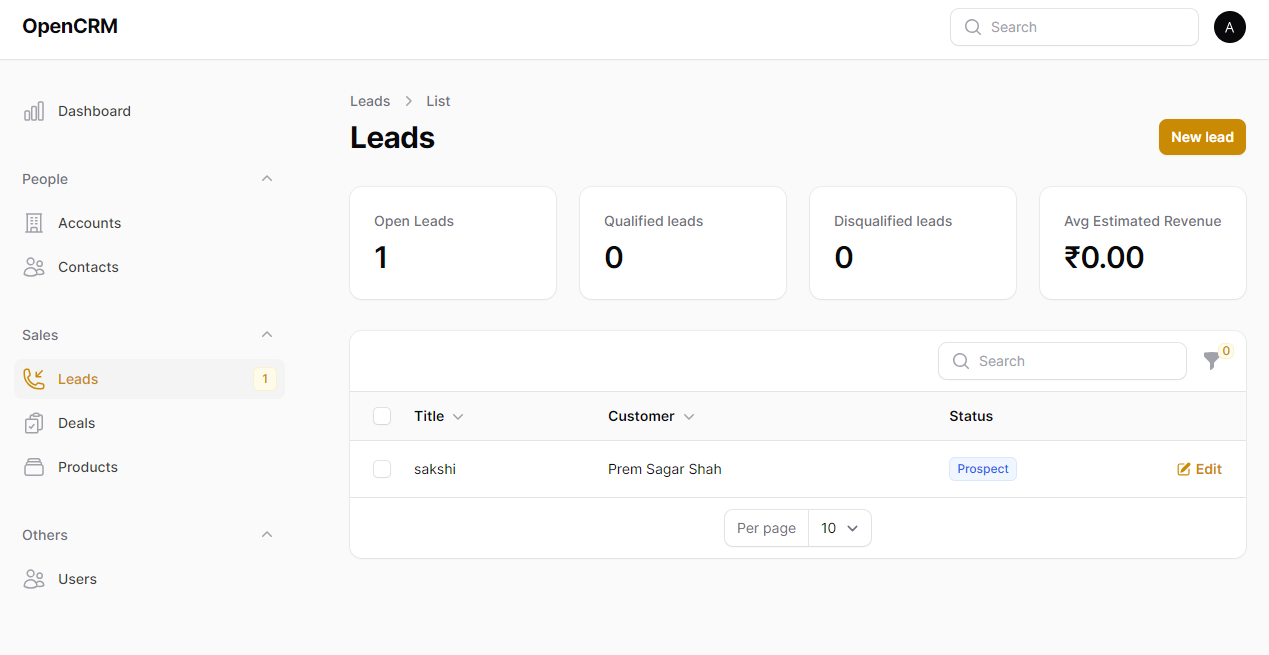 OpenCRM
Search
A
Dashboard
People
Accounts
Contacts
Sales
Leads
1
Deals
Products
Others
Users
Leads > List
Leads
New lead
Open Leads
1
Qualified leads
0
Disqualified leads
0
Avg Estimated Revenue
₹0.00
Search
0
Title Customer Status
sakshi Prem Sagar Shah Prospect Edit
Per page 10